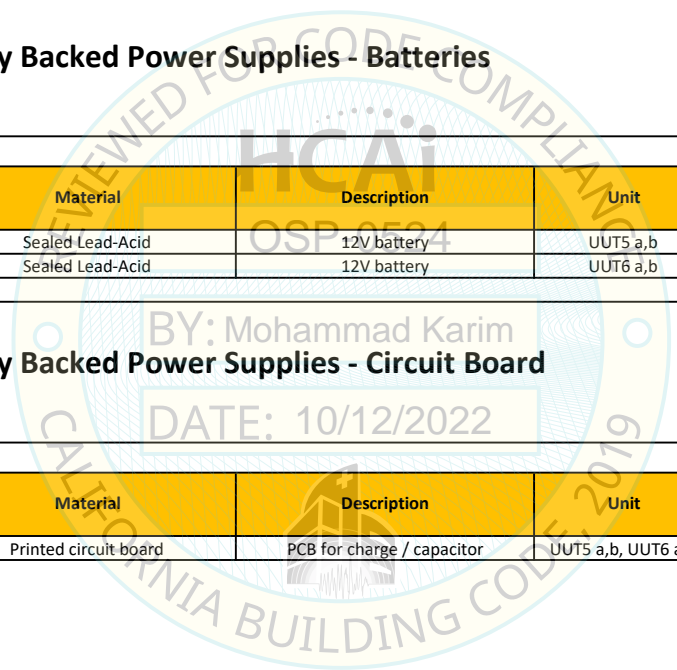 y Backed Power Supplies - Batteries
Material Description Unit
Sealed Lead-Acid 12V battery UUT5 a,b
Sealed Lead-Acid 12V battery UUT6 a,b
y Backed Power Supplies - Circuit Board
Material Description Unit
Printed circuit board PCB for charge / capacitor UUT5 a,b, UUT6 a
REVIEWED FOR CODE COMPLIANCE
HCAi
OSP-0524
BY: Mohammad Karim
DATE: 10/12/2022
CALIFORNIA BUILDING CODE, 2019